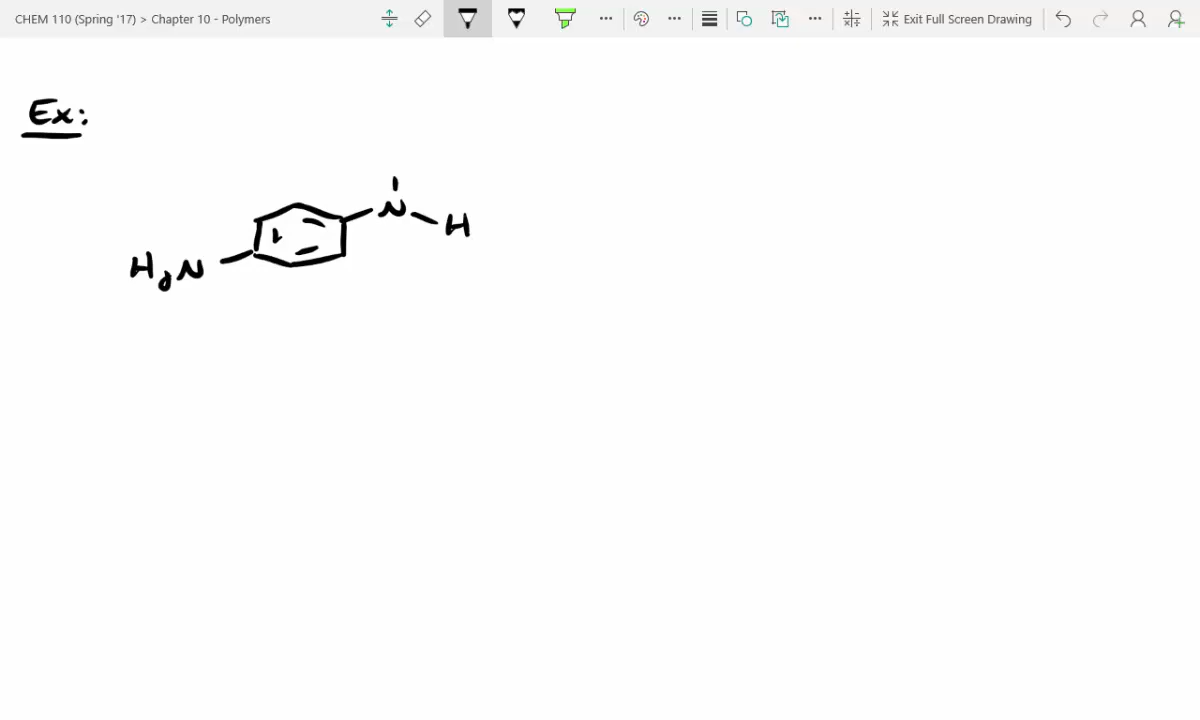 CHEM 110 (Spring '17) > Chapter 10 - Polymers
Exit Full Screen Drawing
Ex:
N
H
H₂N